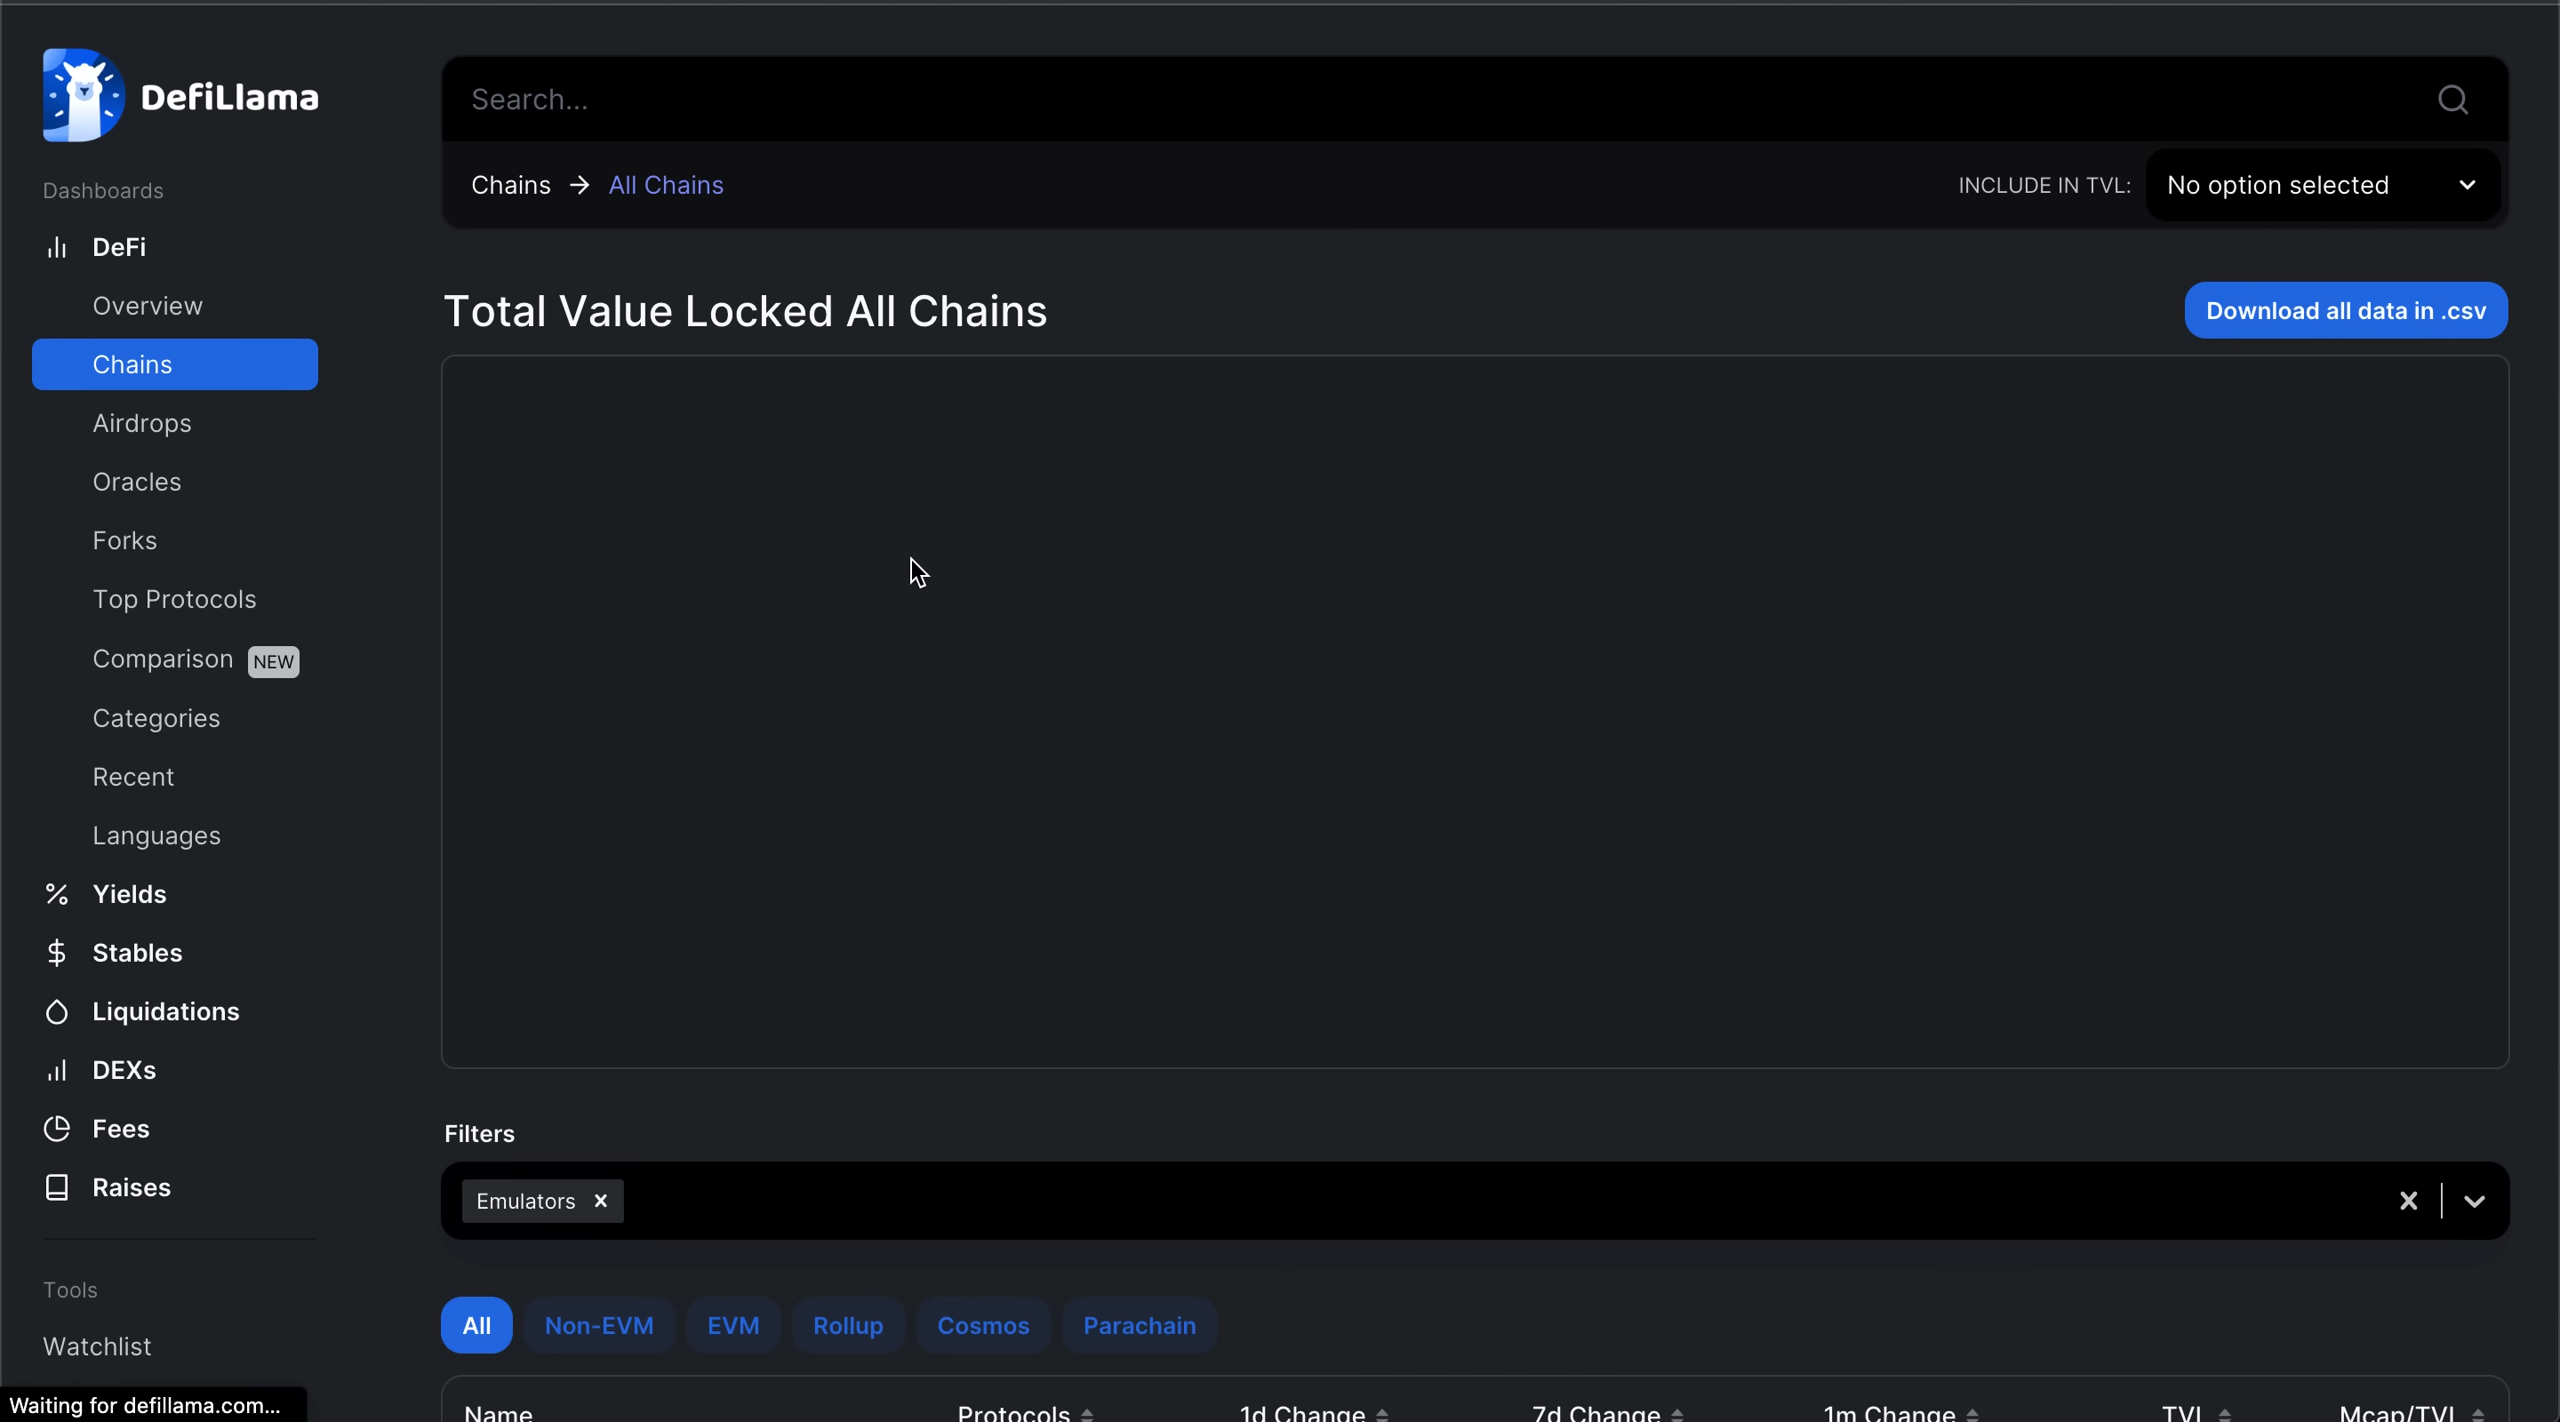 DefiLlama
Search...
Chains → All Chains
INCLUDE IN TVL: No option selected
Dashboards
DeFi
Overview
Chains
Airdrops
Oracles
Forks
Top Protocols
Comparison NEW
Categories
Recent
Languages
Yields
Stables
Liquidations
DEXs
Fees
Raises
Tools
Watchlist
Waiting for defillama.com...
Total Value Locked All Chains
Download all data in .csv
Filters
Emulators
All Non-EVM EVM Rollup Cosmos Parachain
Name Protocols 1d Change 7d Change 1m Change TVL Mcap/TVL